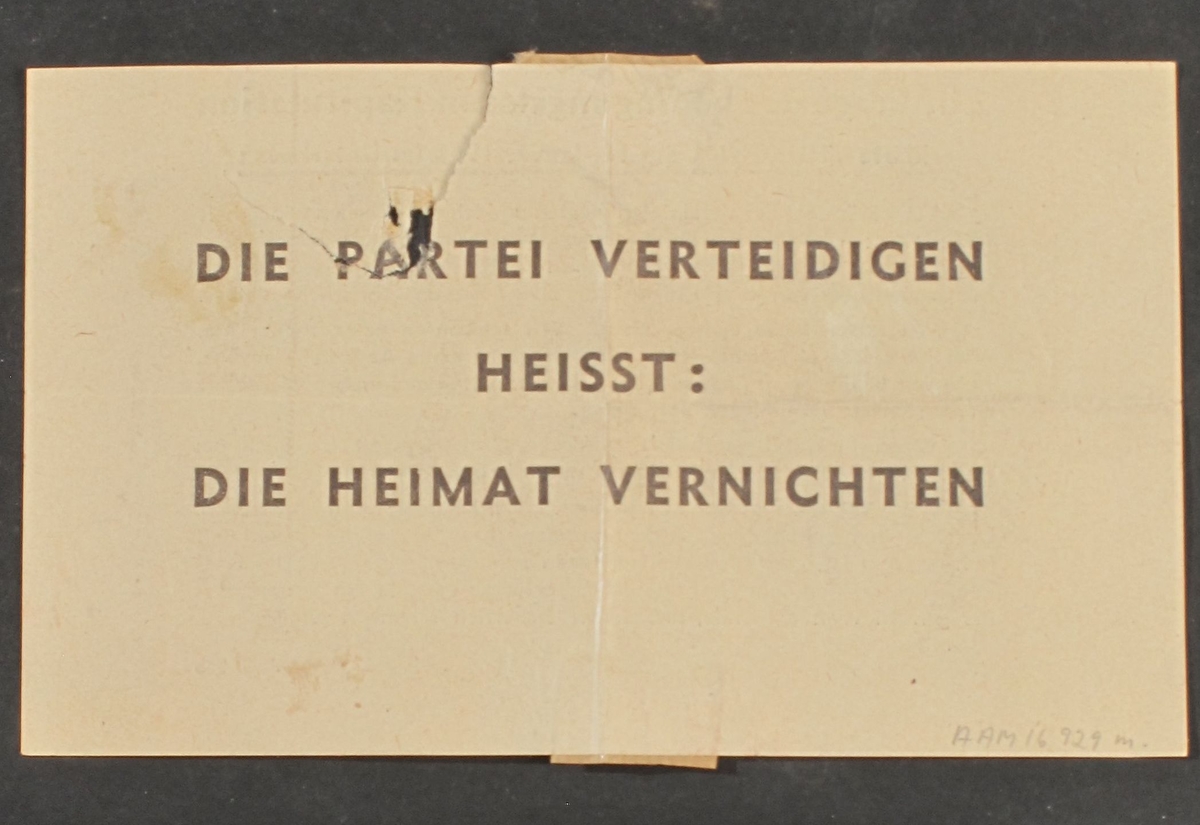 DIE PARTEI VERTEIDIGEN
HEISST:
DIE HEIMAT VERNICHTEN
AAM 16 929 m.